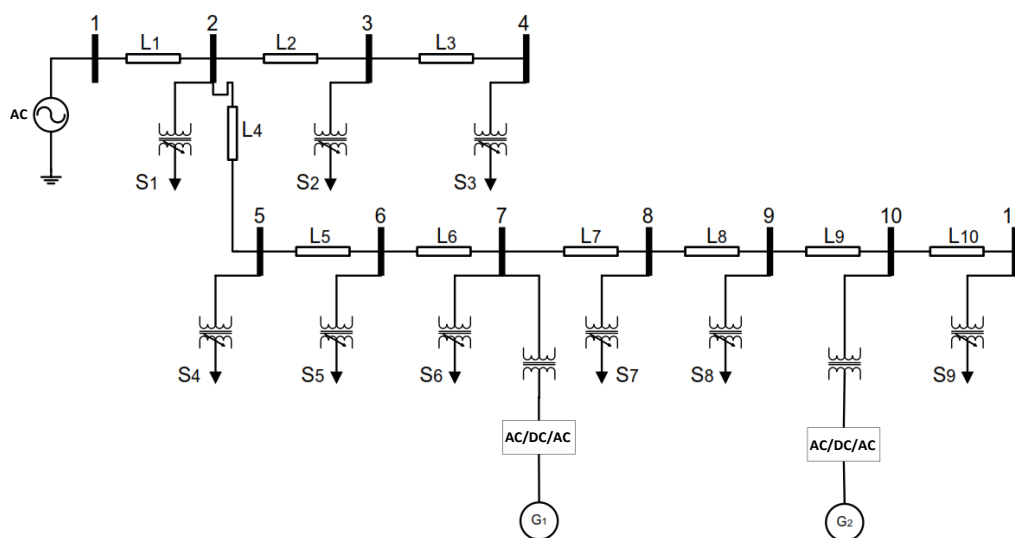 1 L1 2 L2 3 L3 4
AC
L4
S1 S2 S3
5 L5 6 L6 7 L7 8 L8 9 L9 10 L10 1
S4 S5 S6 S7 S8 S9
AC/DC/AC AC/DC/AC
G1 G2